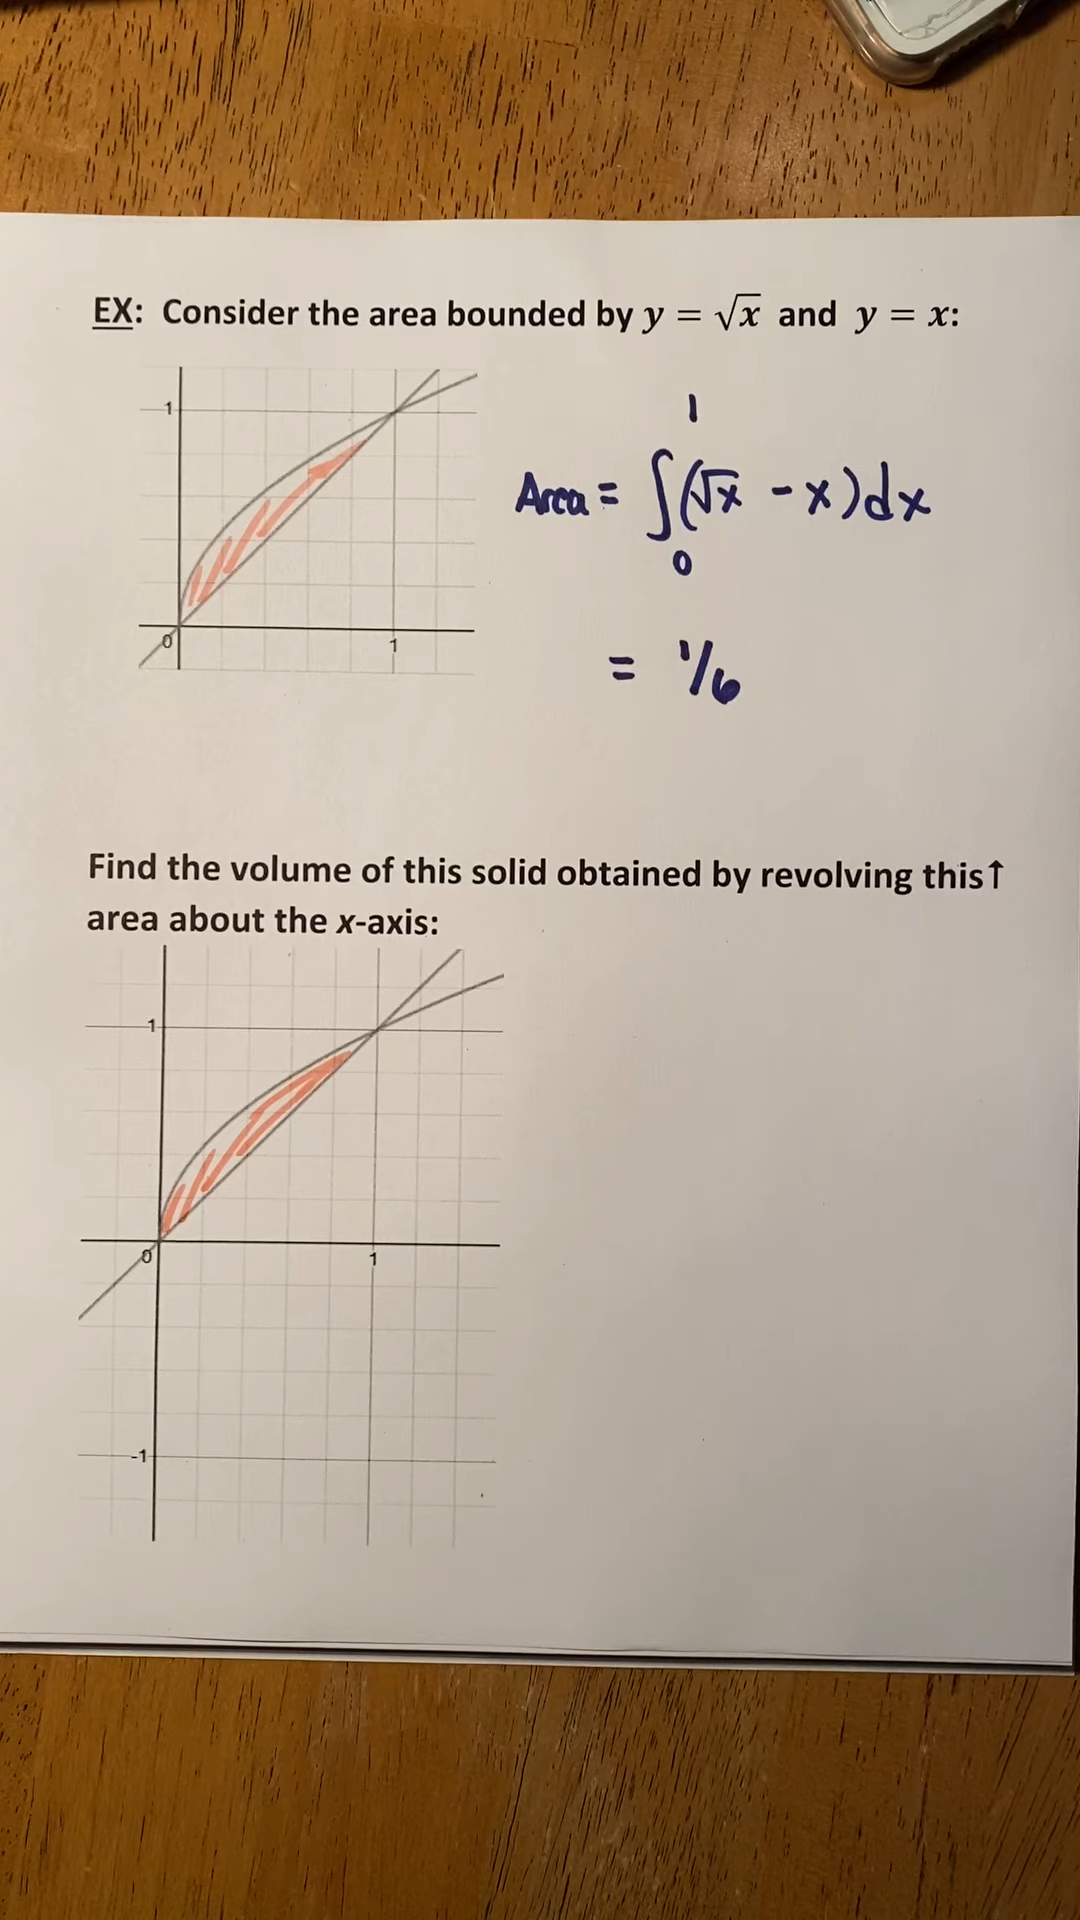 EX: Consider the area bounded by y = √x and y = x:
1
0
1
1
Area = ∫(√x - x)dx
0
= 1/6
Find the volume of this solid obtained by revolving this↑
area about the x-axis:
1
0
1
-1